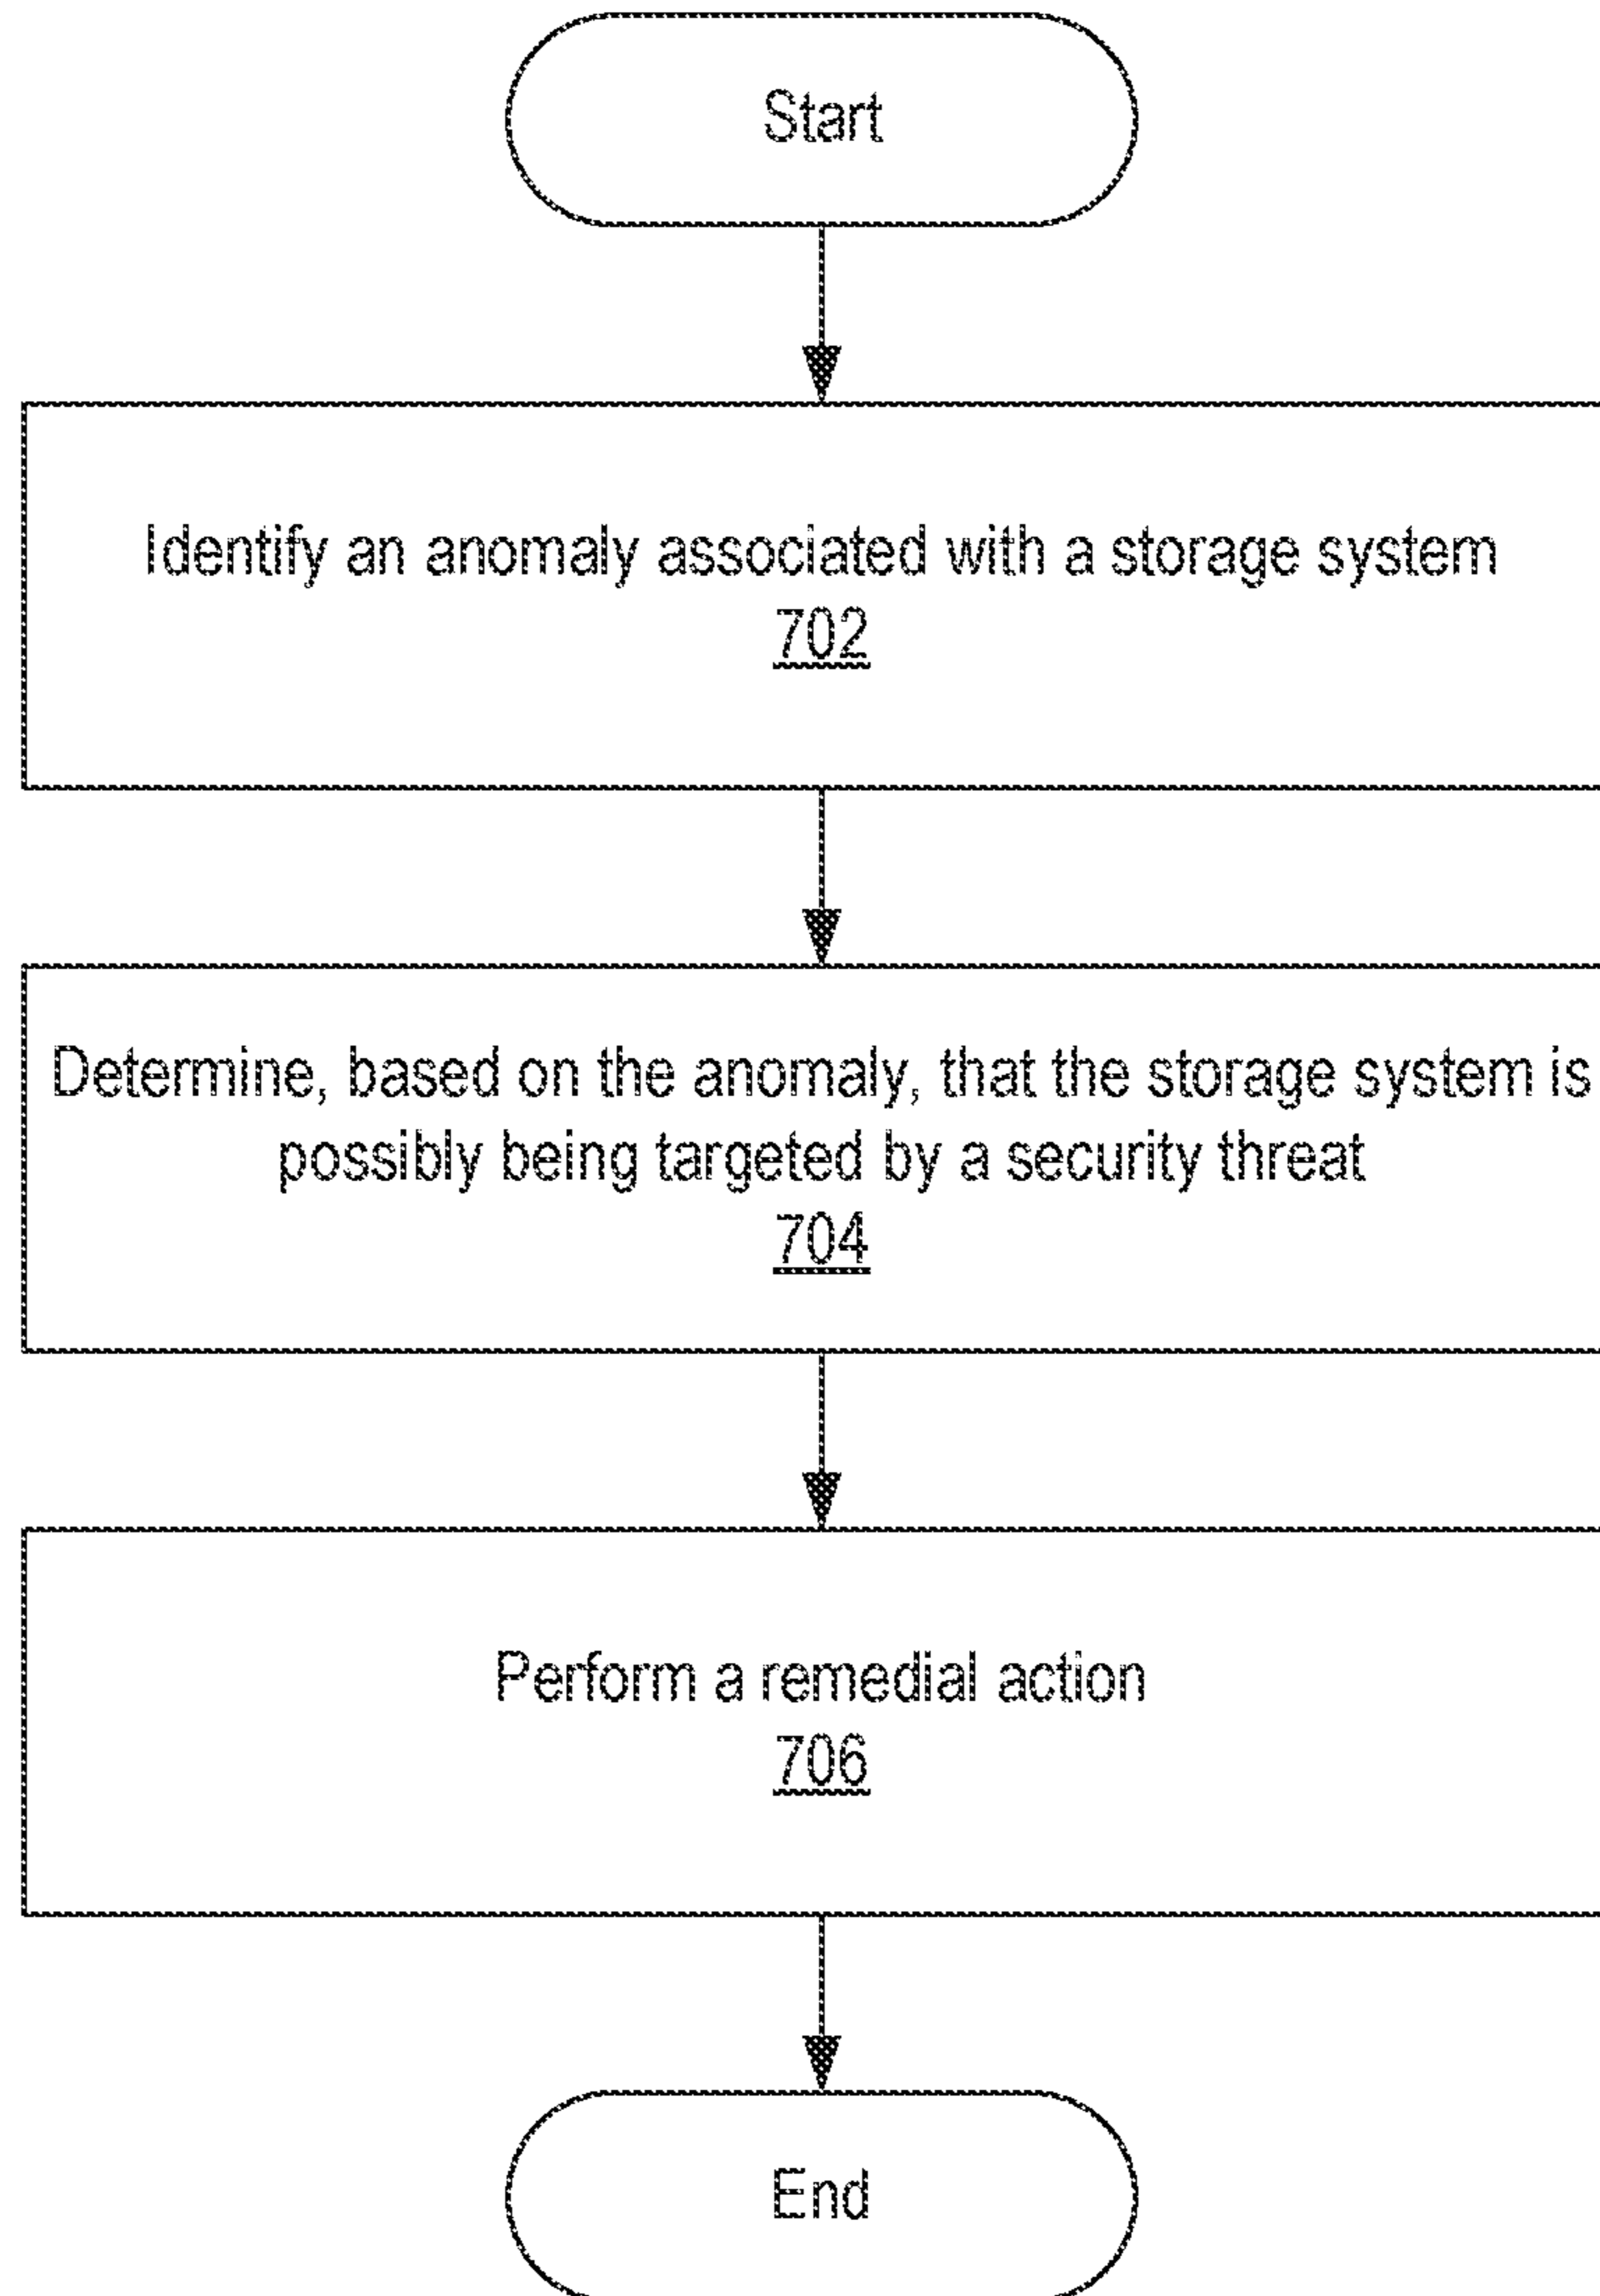 Start
Identify an anomaly associated with a storage system
702
Determine, based on the anomaly, that the storage system is
possibly being targeted by a security threat
704
Perform a remedial action
706
End